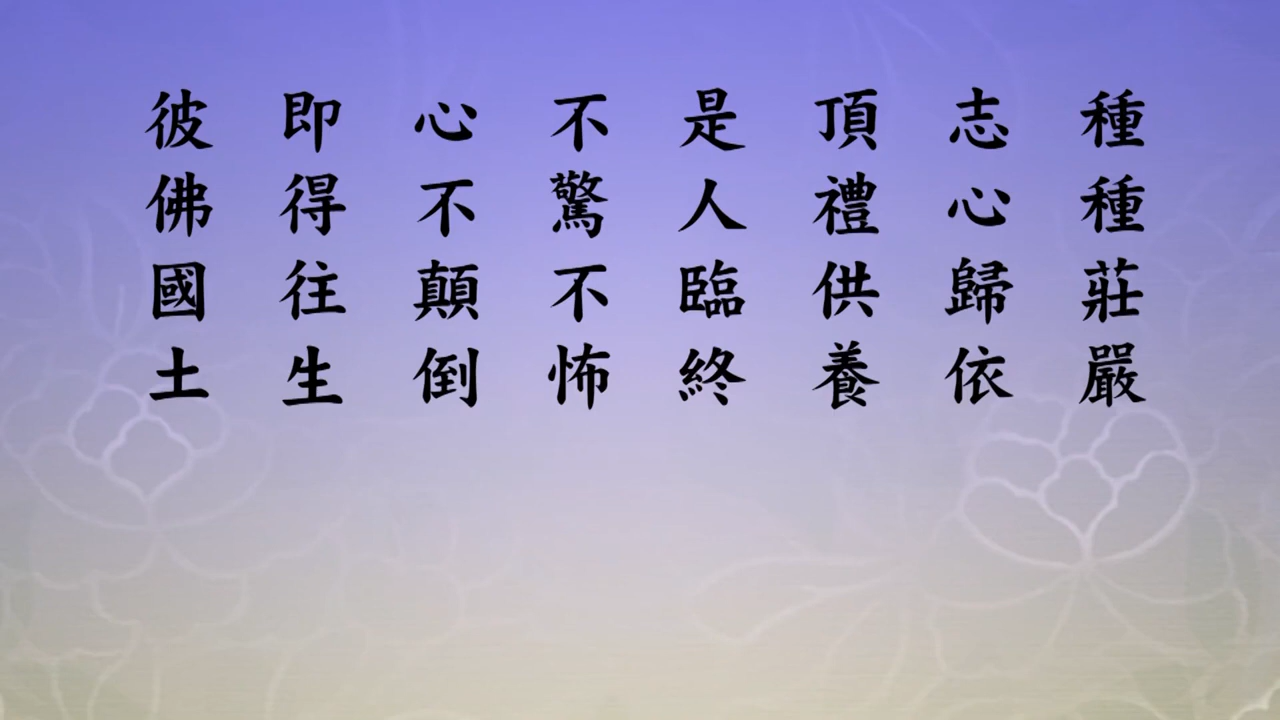 種種莊嚴
志心歸依
頂禮供養
是人臨終
不驚不怖
心不顛倒
即得往生
彼佛國土